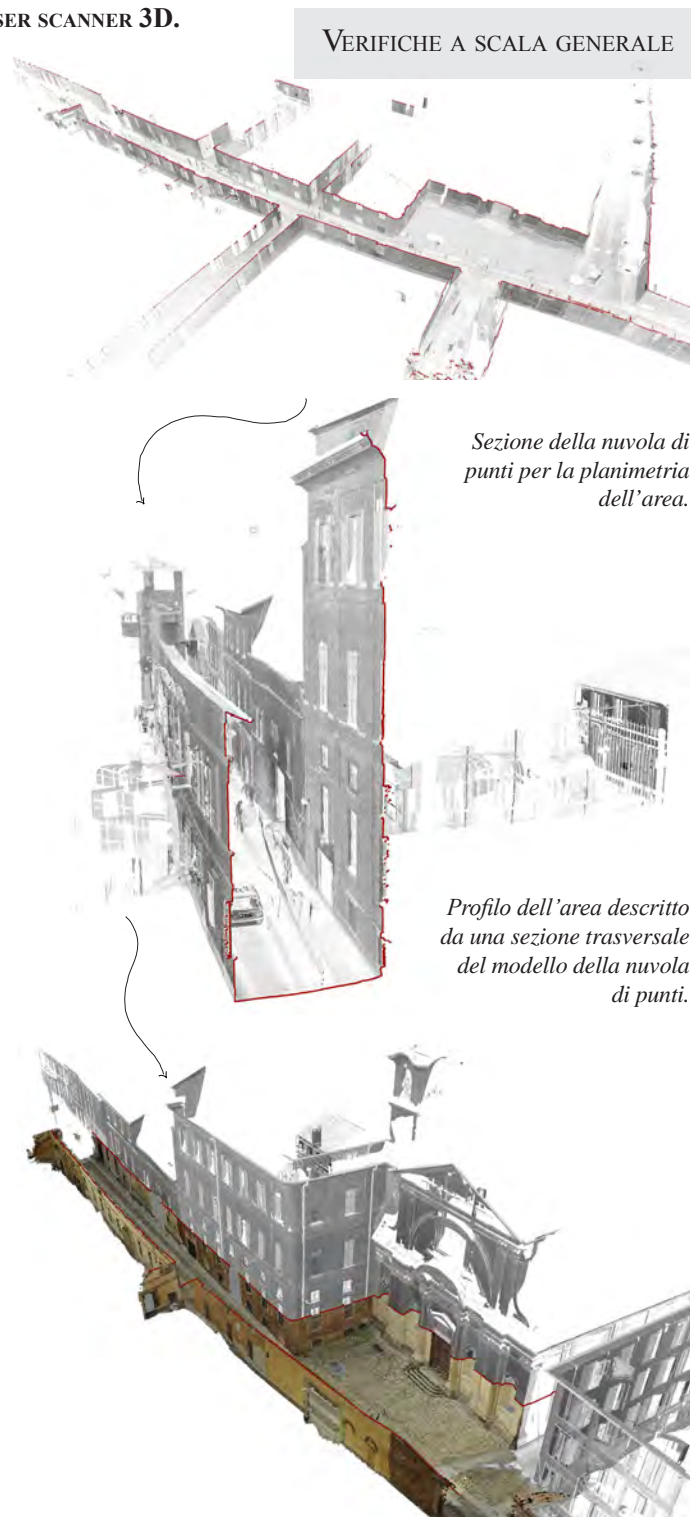 SER SCANNER 3D.
VERIFICHE A SCALA GENERALE
Sezione della nuvola di
punti per la planimetria
dell'area.
Profilo dell'area descritto
da una sezione trasversale
del modello della nuvola
di punti.